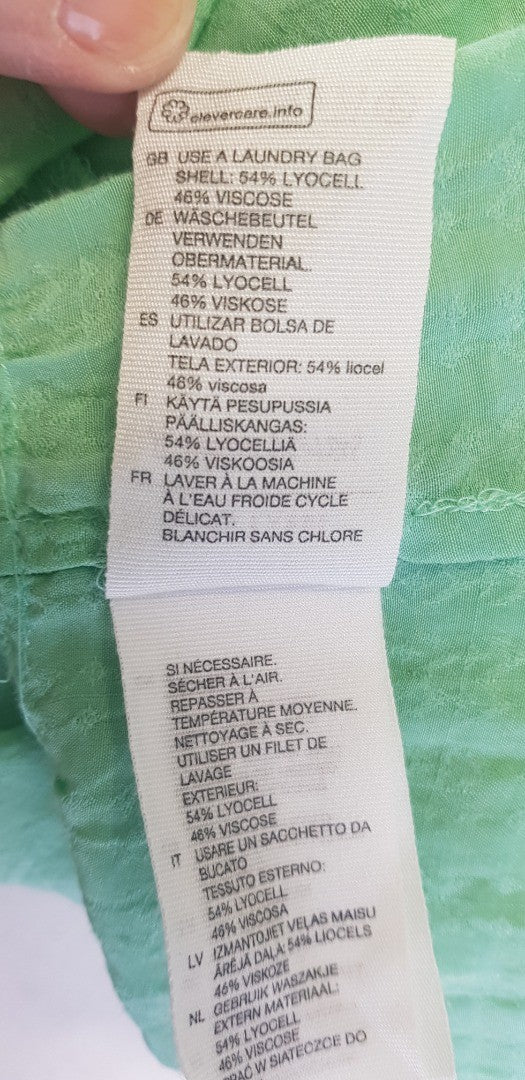 clevercare.info
GB USE A LAUNDRY BAG
SHELL: 54% LYOCELL
46% VISCOSE
DE WÄSCHEBEUTEL
VERWENDEN
OBERMATERIAL.
54% LYOCELL
46% VISKOSE
ES UTILIZAR BOLSA DE
LAVADO
TELA EXTERIOR: 54% liocel
46% viscosa
FI KÄYTÄ PESUPUSSIA
PÄÄLLISKANGAS:
54% LYOCELLIÄ
46% VISKOOSIA
FR LAVER À LA MACHINE
À L'EAU FROIDE CYCLE
DÉLICAT.
BLANCHIR SANS CHLORE
SI NÉCESSAIRE.
SÉCHER À L'AIR.
REPASSER À
TEMPÉRATURE MOYENNE.
NETTOYAGE À SEC.
UTILISER UN FILET DE
LAVAGE
EXTERIEUR:
54% LYOCELL
46% VISCOSE
IT USARE UN SACCHETTO DA
BUCATO
TESSUTO ESTERNO:
54% LYOCELL
46% VISCOSA
LV IZMANTOJIET VEĻAS MAISU
ĀRĒJĀ DAĻA: 54% LIOCELS
46% VISKOZE
NL GEBRUIK WASZAKJE
EXTERN MATERIAAL:
54% LYOCELL
46% VISCOSE
PRAĆ W SIATECZCE DO